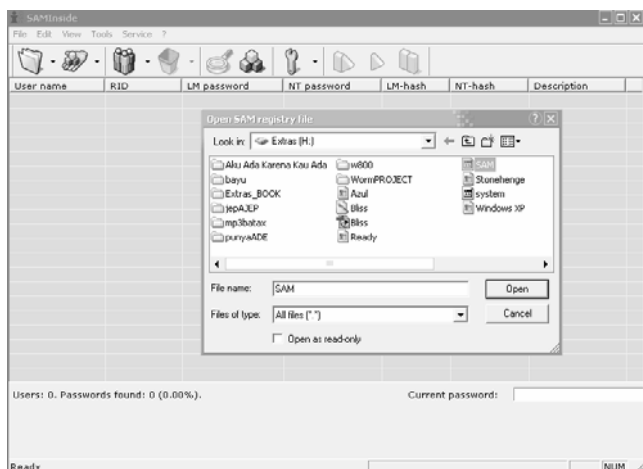 SAMInside
File Edit View Tools Service ?
User name RID LM password NT password LM-hash NT-hash Description
Open SAM registry file
Look in: Extras (H:)
Aku Ada Karena Kau Ada w800 SAM
bayu WormPROJECT Stonehenge
Extras_BOOK Azul system
jepAJEP Bliss Windows XP
mp3batax Bliss
punyaADE Ready
File name: SAM Open
Files of type: All files (*.*) Cancel
Open as read-only
Users: 0. Passwords found: 0 (0.00%). Current password:
Ready NUM